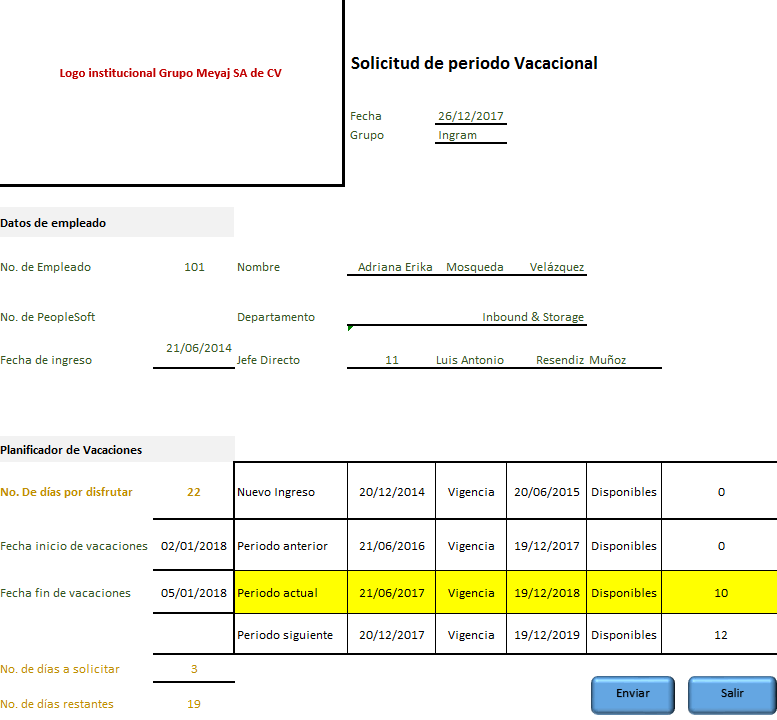 Logo institucional Grupo Meyaj SA de CV
Solicitud de periodo Vacacional
Fecha 26/12/2017
Grupo Ingram
Datos de empleado
No. de Empleado 101 Nombre Adriana Erika Mosqueda Velázquez
No. de PeopleSoft Departamento Inbound & Storage
Fecha de ingreso 21/06/2014 Jefe Directo 11 Luis Antonio Resendiz Muñoz
Planificador de Vacaciones
No. De días por disfrutar 22 Nuevo Ingreso 20/12/2014 Vigencia 20/06/2015 Disponibles 0
Fecha inicio de vacaciones 02/01/2018 Periodo anterior 21/06/2016 Vigencia 19/12/2017 Disponibles 0
Fecha fin de vacaciones 05/01/2018 Periodo actual 21/06/2017 Vigencia 19/12/2018 Disponibles 10
Periodo siguiente 20/12/2017 Vigencia 19/12/2019 Disponibles 12
No. de días a solicitar 3
No. de días restantes 19
Enviar Salir